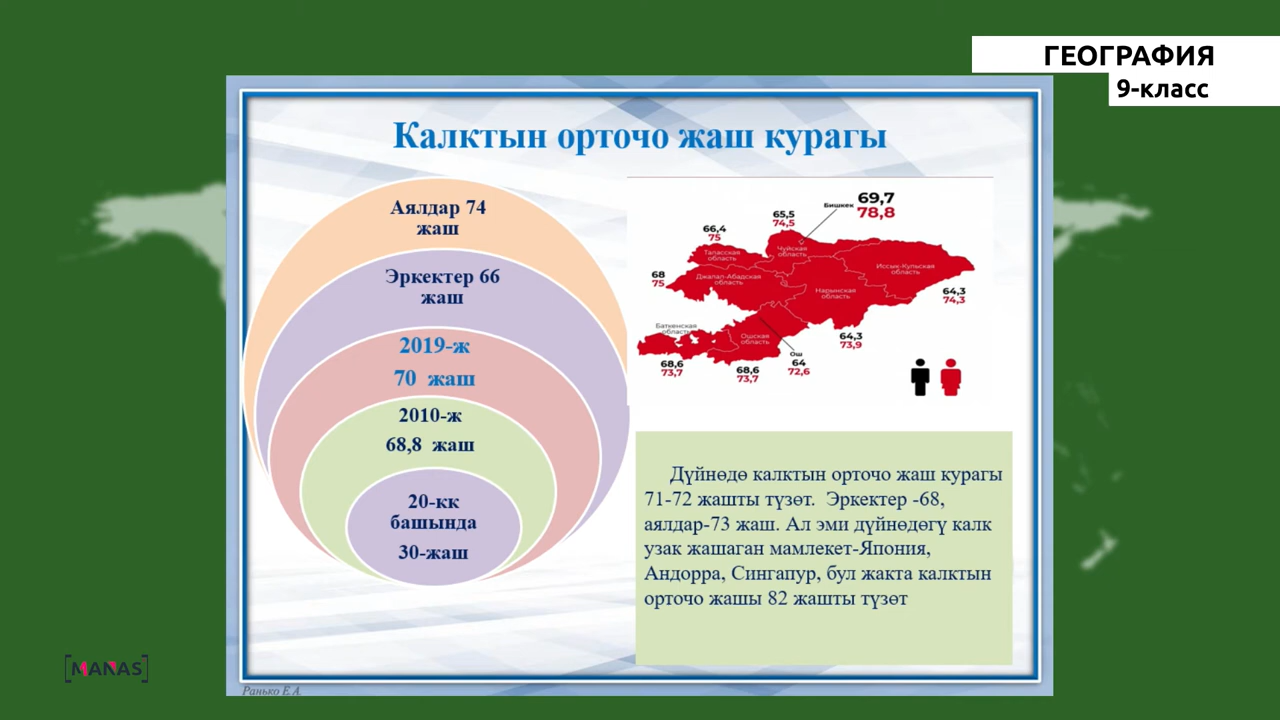 ГЕОГРАФИЯ
9-класс
Калктын орточо жаш курагы
Аялдар 74
жаш
Эркектер 66
жаш
2019-ж
70 жаш
2010-ж
68,8 жаш
20-кк
башында
30-жаш
Бишкек
69,7
78,8
65,5
74,5
66,4
75
Таласская
область
Чуйская
область
68
75
Джалал-Абадская
область
Иссык-Кульская
область
Нарынская
область
64,3
74,3
Баткенская
область
Ошская
область
64,3
73,9
Ош
64
72,6
68,6
73,7
68,6
73,7
Дүйнөдө калктын орточо жаш курагы
71-72 жашты түзөт. Эркектер -68,
аялдар-73 жаш. Ал эми дүйнөдөгү калк
узак жашаган мамлекет-Япония,
Андорра, Сингапур, бул жакта калктын
орточо жашы 82 жашты түзөт
[MANAS]
Ранько Е.А.